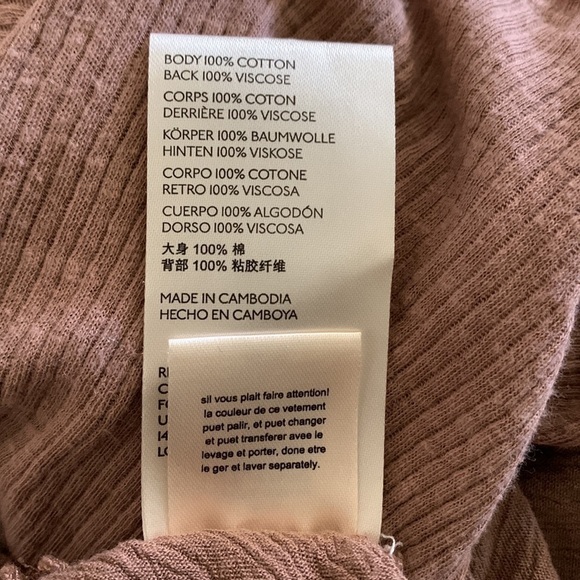 BODY 100% COTTON
BACK 100% VISCOSE
CORPS 100% COTON
DERRIÈRE 100% VISCOSE
KÖRPER 100% BAUMWOLLE
HINTEN 100% VISKOSE
CORPO 100% COTONE
RETRO 100% VISCOSA
CUERPO 100% ALGODÓN
DORSO 100% VISCOSA
大身 100% 棉
背部 100% 粘胶纤维
MADE IN CAMBODIA
HECHO EN CAMBOYA
sil vous plait faire attention!
la couleur de ce vetement
puet palir, et puet changer
et puet transferer avec le
levage et porter, donc etre
le ger et laver separately.